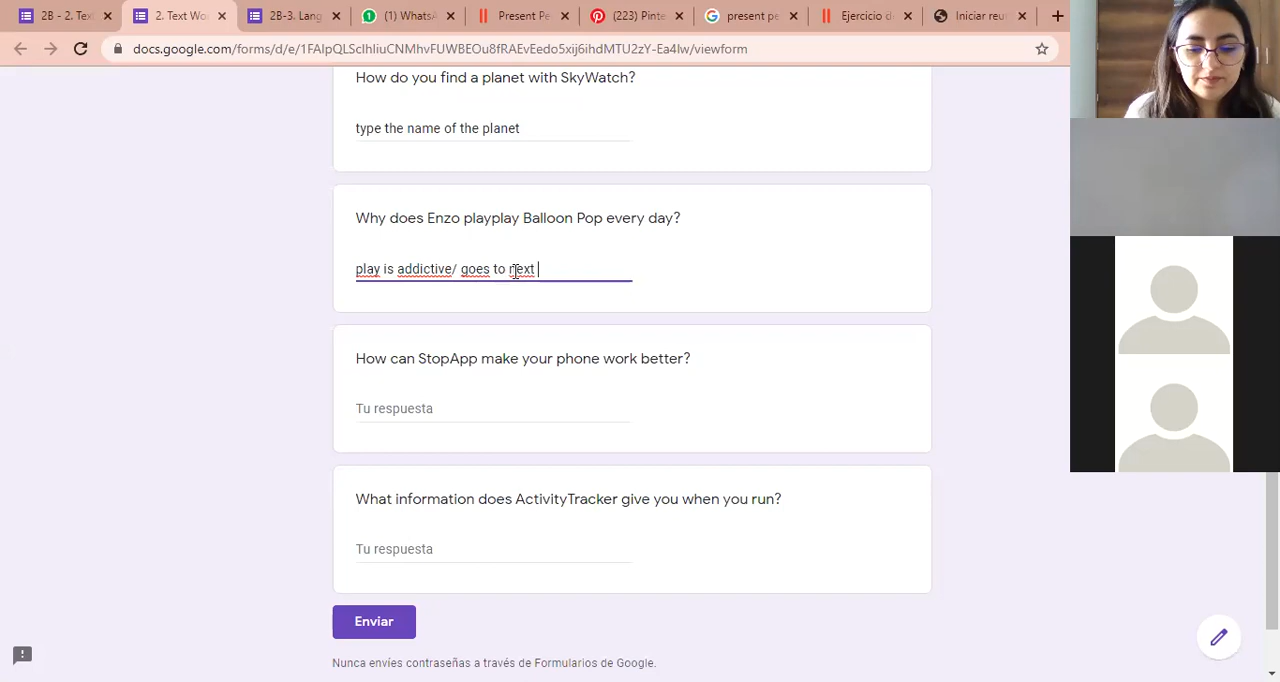 2B - 2. Text
2. Text Wo
2B-3. Lang
(1) WhatsA
Present Pe
(223) Pinte
present pe
Ejercicio d
Iniciar reu
docs.google.com/forms/d/e/1FAIpQLScIhIiuCNMhvFUWBEOu8fRAEvEedo5xij6ihdMTU2zY-Ea4Iw/viewform
How do you find a planet with SkyWatch?
type the name of the planet
Why does Enzo playplay Balloon Pop every day?
play is addictive/ goes to next
How can StopApp make your phone work better?
Tu respuesta
What information does ActivityTracker give you when you run?
Tu respuesta
Enviar
Nunca envíes contraseñas a través de Formularios de Google.